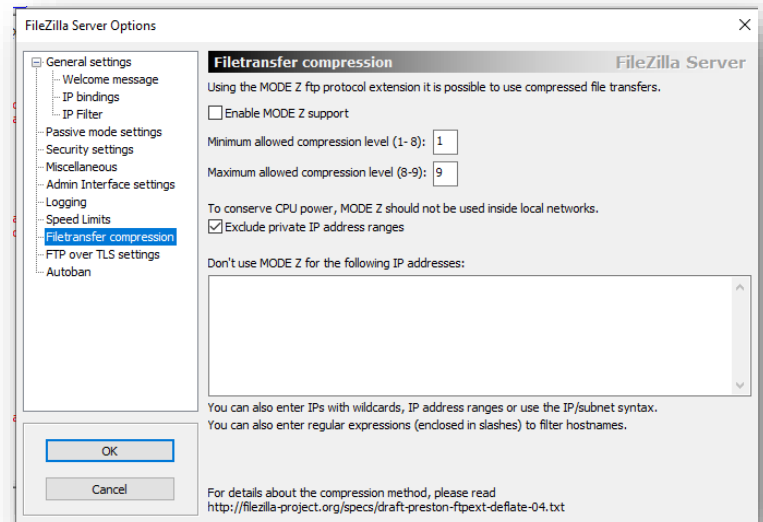 FileZilla Server Options
General settings
Welcome message
IP bindings
IP Filter
Passive mode settings
Security settings
Miscellaneous
Admin Interface settings
Logging
Speed Limits
Filetransfer compression
FTP over TLS settings
Autoban
OK
Cancel
Filetransfer compression FileZilla Server
Using the MODE Z ftp protocol extension it is possible to use compressed file transfers.
Enable MODE Z support
Minimum allowed compression level (1- 8): 1
Maximum allowed compression level (8-9): 9
To conserve CPU power, MODE Z should not be used inside local networks.
Exclude private IP address ranges
Don't use MODE Z for the following IP addresses:
You can also enter IPs with wildcards, IP address ranges or use the IP/subnet syntax.
You can also enter regular expressions (enclosed in slashes) to filter hostnames.
For details about the compression method, please read
http://filezilla-project.org/specs/draft-preston-ftpext-deflate-04.txt